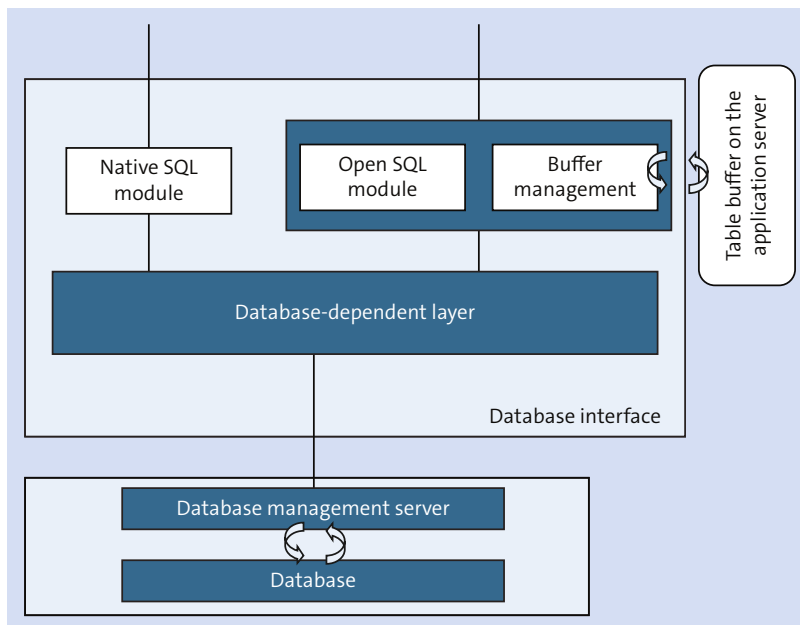 Native SQL
module
Open SQL
module
Buffer
management
Table buffer on the
application server
Database-dependent layer
Database interface
Database management server
Database